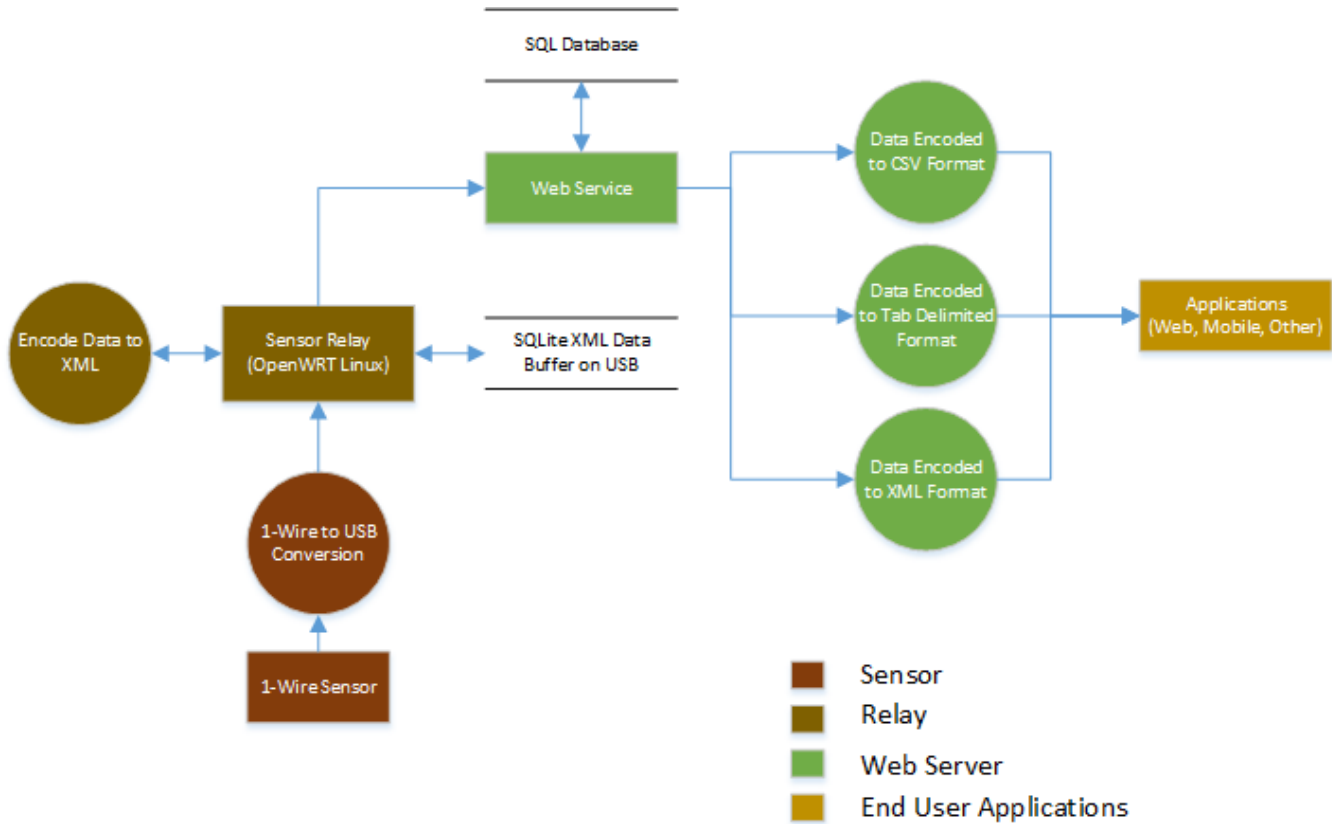 SQL Database
Web Service
Data Encoded
to CSV Format
Encode Data to
XML
Sensor Relay
(OpenWRT Linux)
SQLite XML Data
Buffer on USB
Data Encoded
to Tab Delimited
Format
Applications
(Web, Mobile, Other)
Data Encoded
to XML Format
1-Wire to USB
Conversion
1-Wire Sensor
Sensor
Relay
Web Server
End User Applications